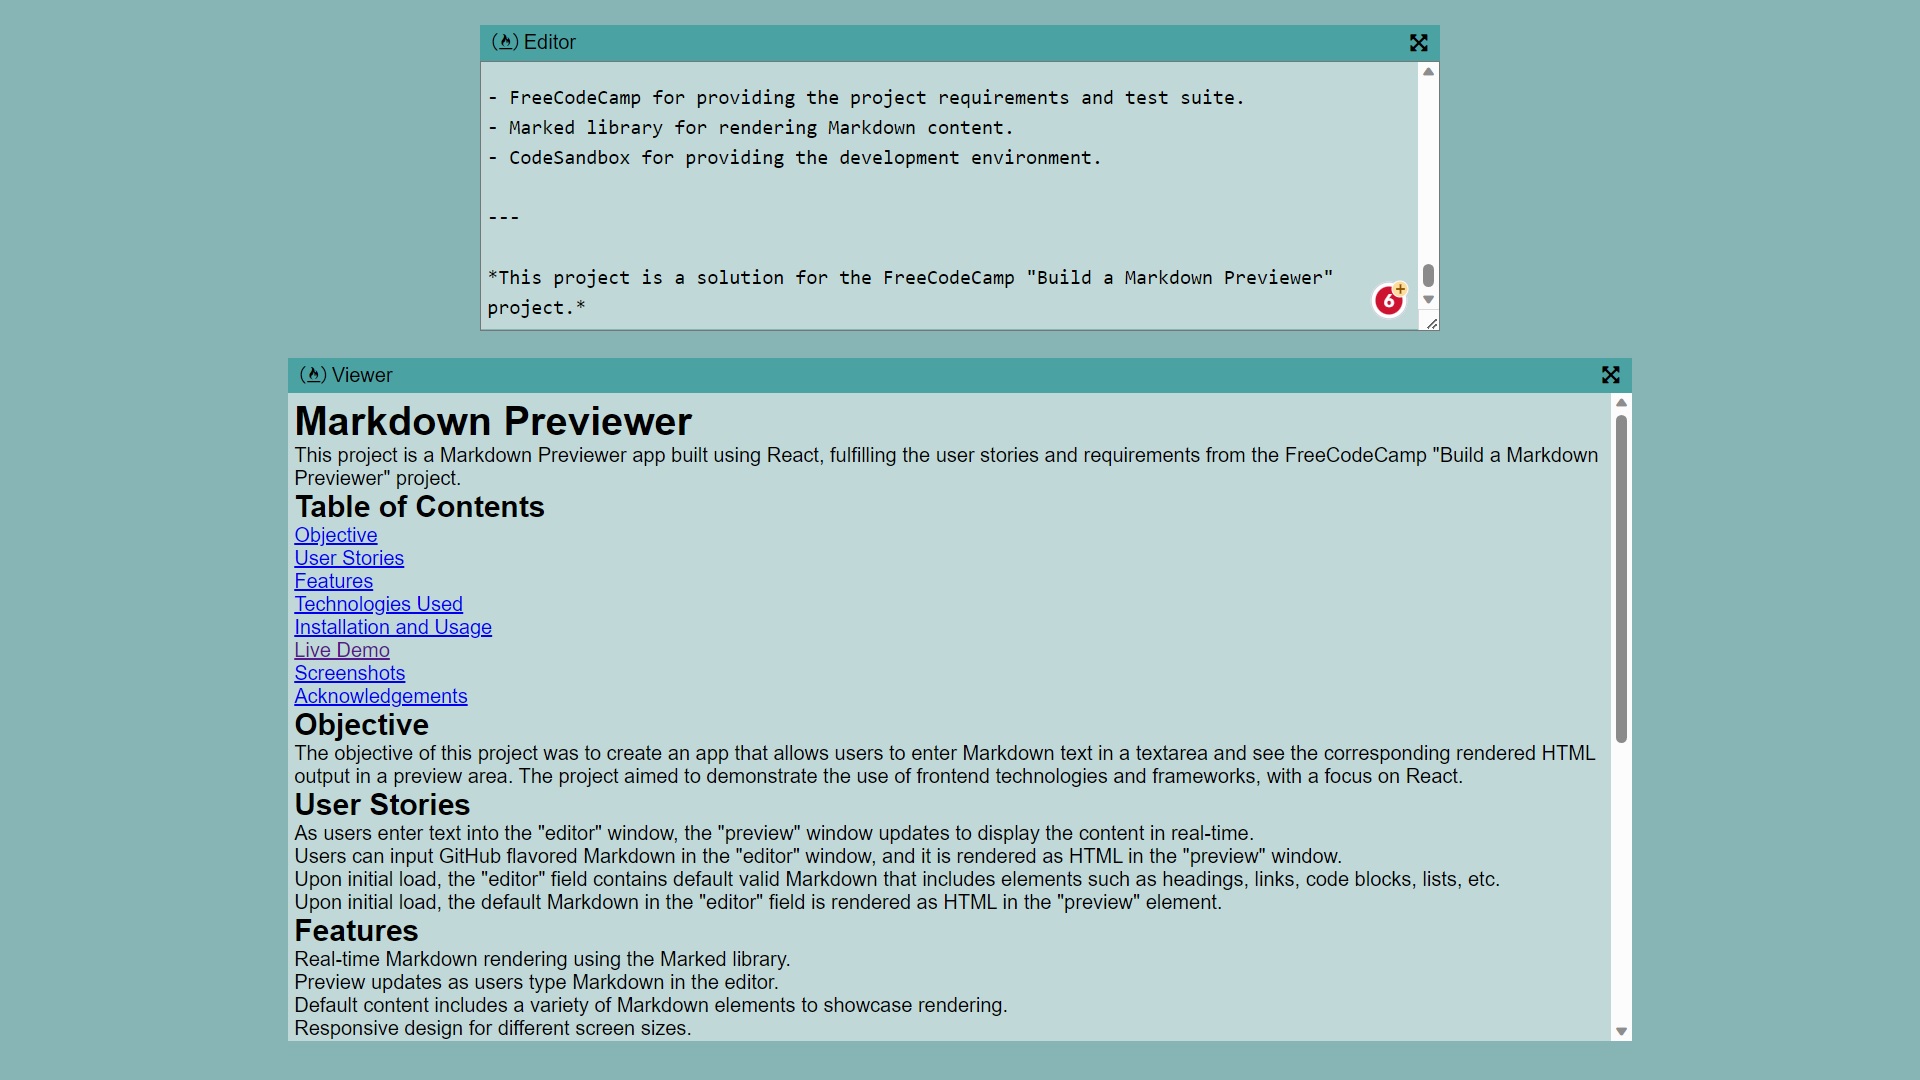 Editor
- FreeCodeCamp for providing the project requirements and test suite.
- Marked library for rendering Markdown content.
- CodeSandbox for providing the development environment.
---
*This project is a solution for the FreeCodeCamp "Build a Markdown Previewer"
project.*
6+
Viewer
Markdown Previewer
This project is a Markdown Previewer app built using React, fulfilling the user stories and requirements from the FreeCodeCamp "Build a Markdown
Previewer" project.
Table of Contents
Objective
User Stories
Features
Technologies Used
Installation and Usage
Live Demo
Screenshots
Acknowledgements
Objective
The objective of this project was to create an app that allows users to enter Markdown text in a textarea and see the corresponding rendered HTML
output in a preview area. The project aimed to demonstrate the use of frontend technologies and frameworks, with a focus on React.
User Stories
As users enter text into the "editor" window, the "preview" window updates to display the content in real-time.
Users can input GitHub flavored Markdown in the "editor" window, and it is rendered as HTML in the "preview" window.
Upon initial load, the "editor" field contains default valid Markdown that includes elements such as headings, links, code blocks, lists, etc.
Upon initial load, the default Markdown in the "editor" field is rendered as HTML in the "preview" element.
Features
Real-time Markdown rendering using the Marked library.
Preview updates as users type Markdown in the editor.
Default content includes a variety of Markdown elements to showcase rendering.
Responsive design for different screen sizes.